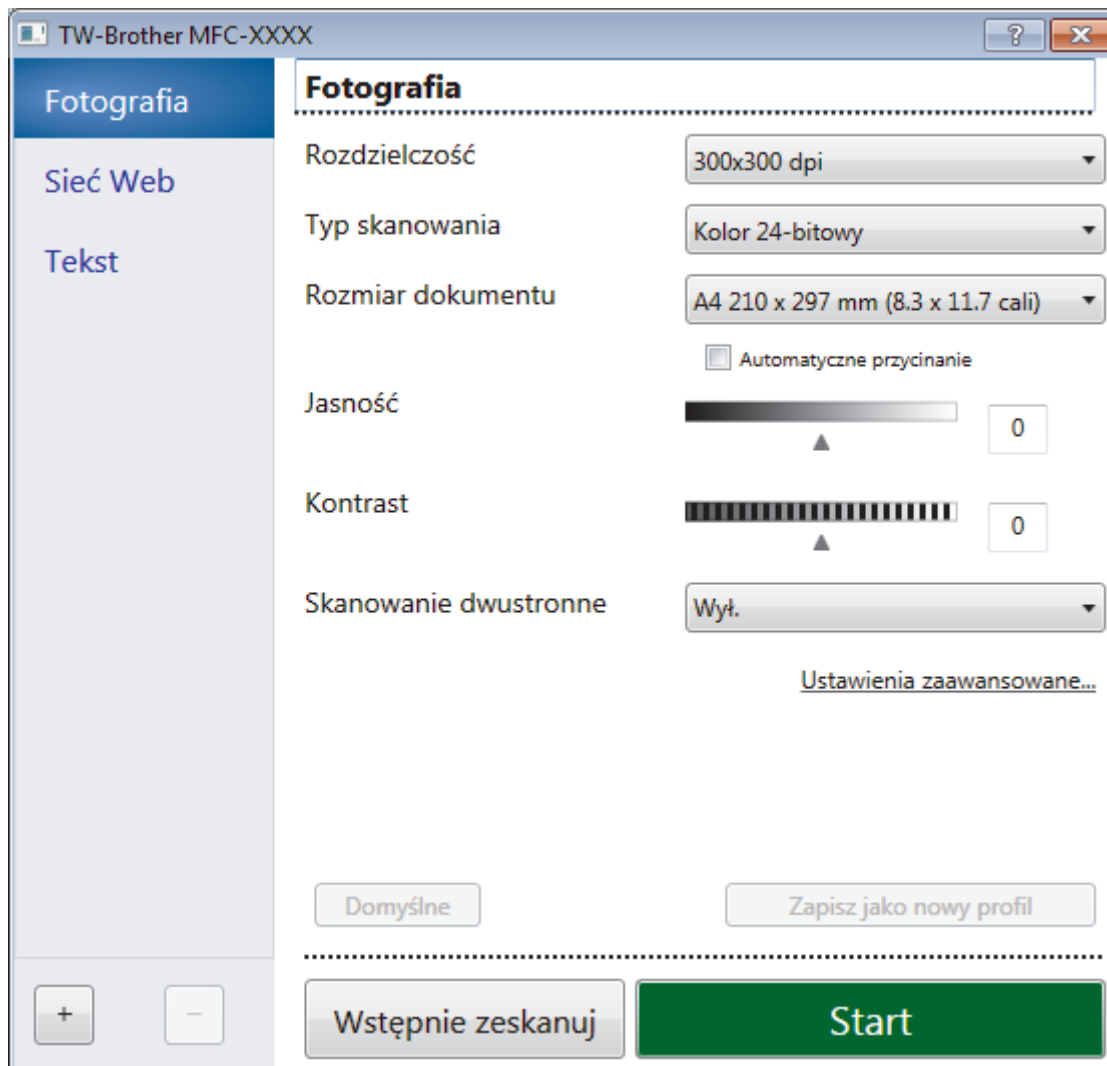 TW-Brother MFC-XXXX
?
Fotografia
Sieć Web
Tekst
Fotografia
Rozdzielczość
300x300 dpi
Typ skanowania
Kolor 24-bitowy
Rozmiar dokumentu
A4 210 x 297 mm (8.3 x 11.7 cali)
Automatyczne przycinanie
Jasność
0
Kontrast
0
Skanowanie dwustronne
Wył.
Ustawienia zaawansowane...
Domyślne
Zapisz jako nowy profil
+
−
Wstępnie zeskanuj
Start